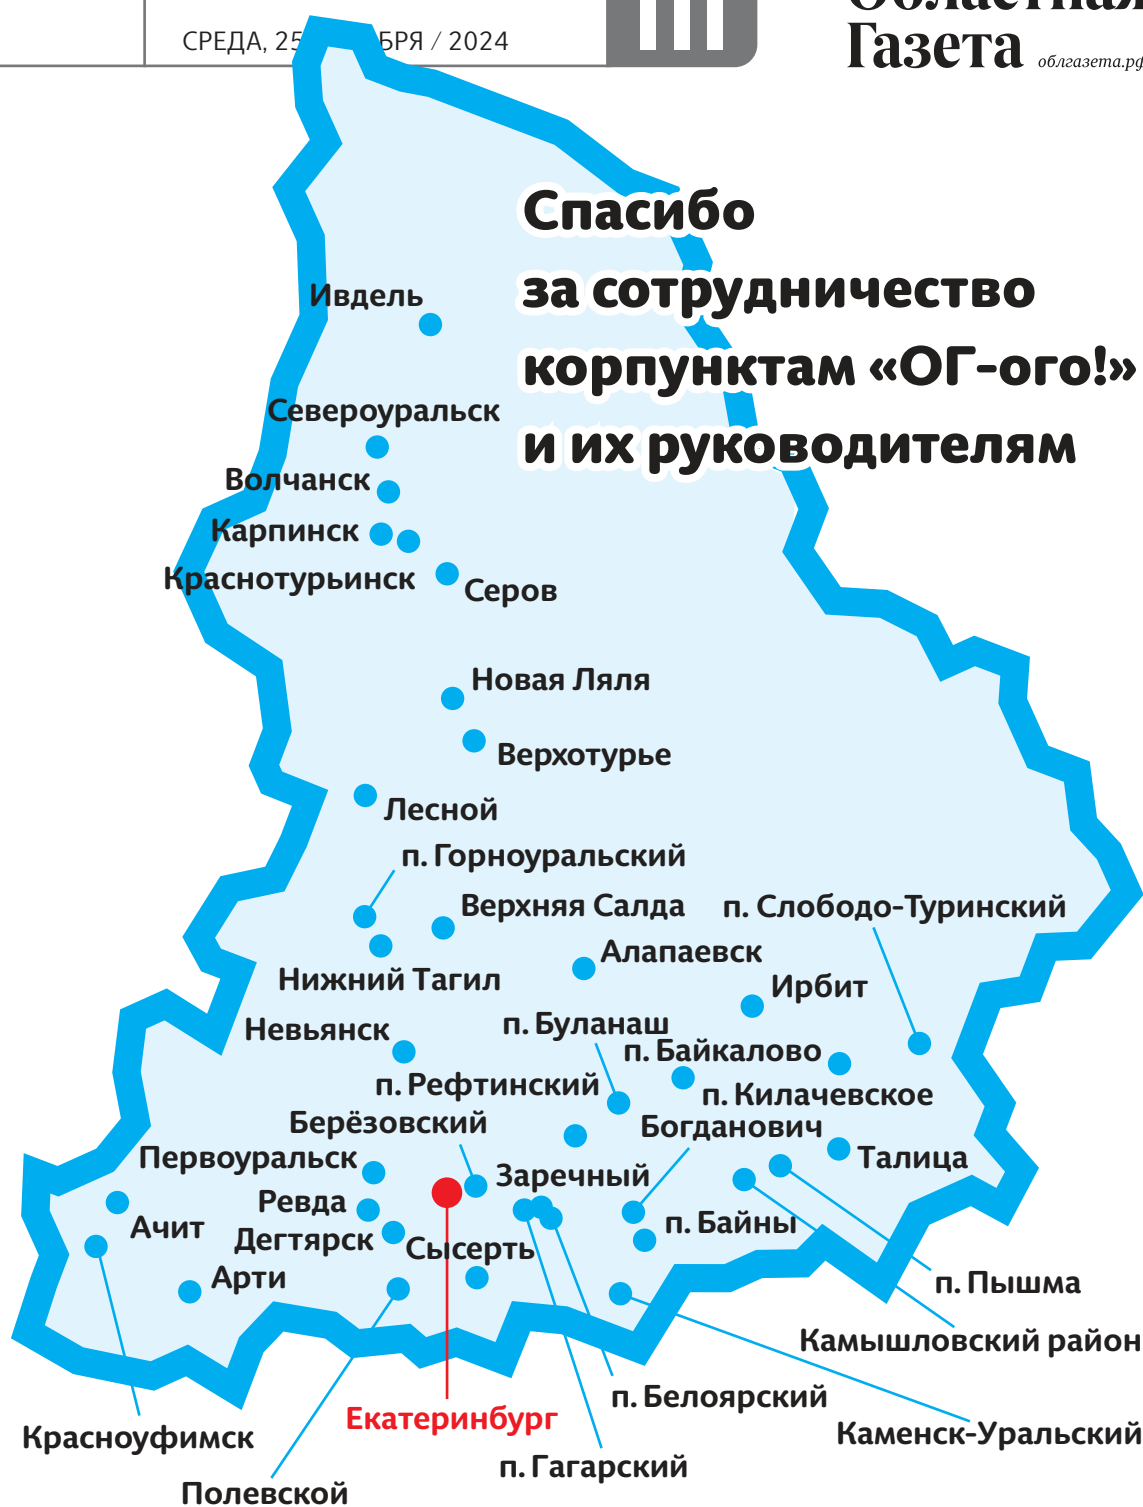 СРЕДА, 25
БРЯ / 2024
Областная
Газета
облгазета.рф
Спасибо
за сотрудничество
корпунктам «ОГ-ого!»
и их руководителям
Ивдель
Североуральск
Волчанск
Карпинск
Краснотурьинск
Серов
Новая Ляля
Верхотурье
Лесной
п. Горноуральский
Верхняя Салда
п. Слободо-Туринский
Алапаевск
Нижний Тагил
Ирбит
Невьянск
п. Буланаш
п. Байкалово
п. Рефтинский
п. Килачевское
Берёзовский
Богданович
Первоуральск
Талица
Заречный
Ревда
п. Байны
Ачит
Дегтярск
Сысерть
Арти
п. Пышма
Камышловский район
п. Белоярский
Екатеринбург
Каменск-Уральский
Красноуфимск
п. Гагарский
Полевской